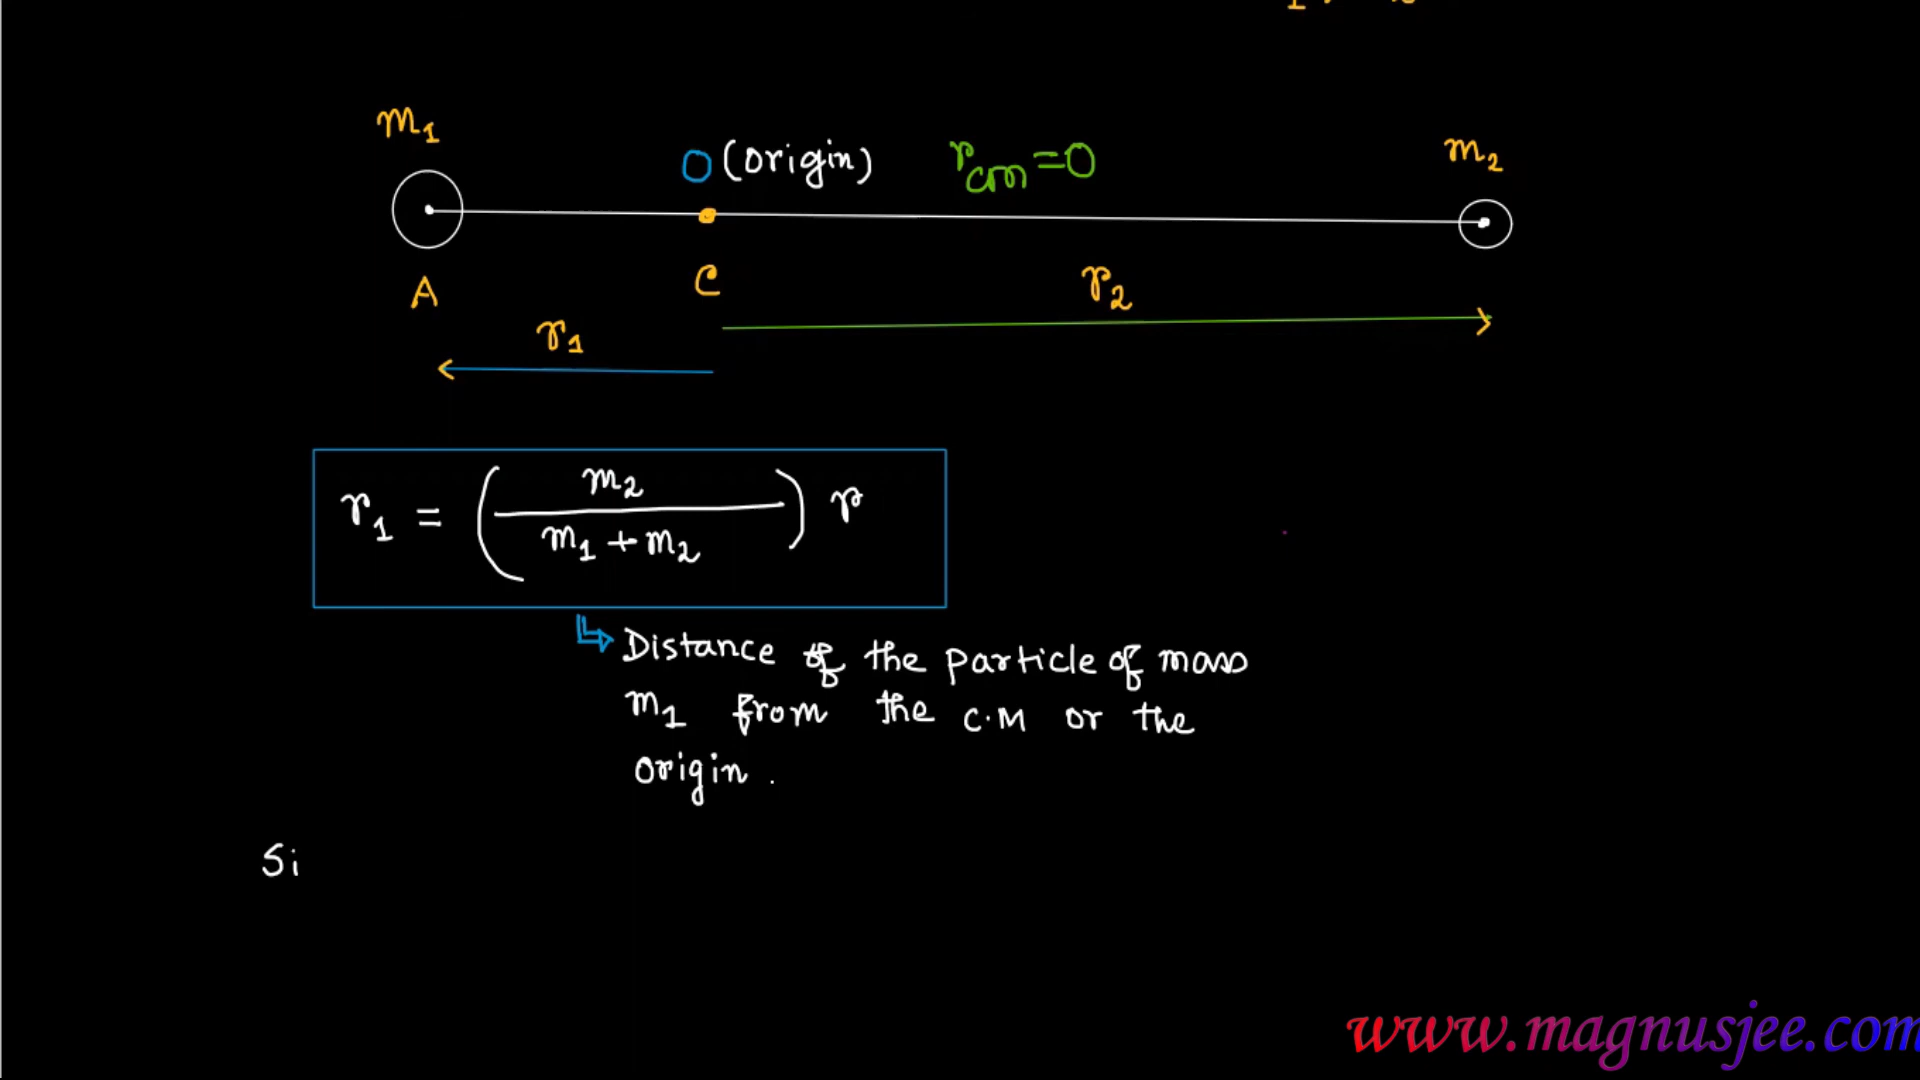 m1
O (origin) rcm = 0
m2
A
C
r2
r1
r1 = (m2 / (m1 + m2)) r
Distance of the particle of mass
m1 from the C.M or the
origin.
Si
www.magnusjee.com